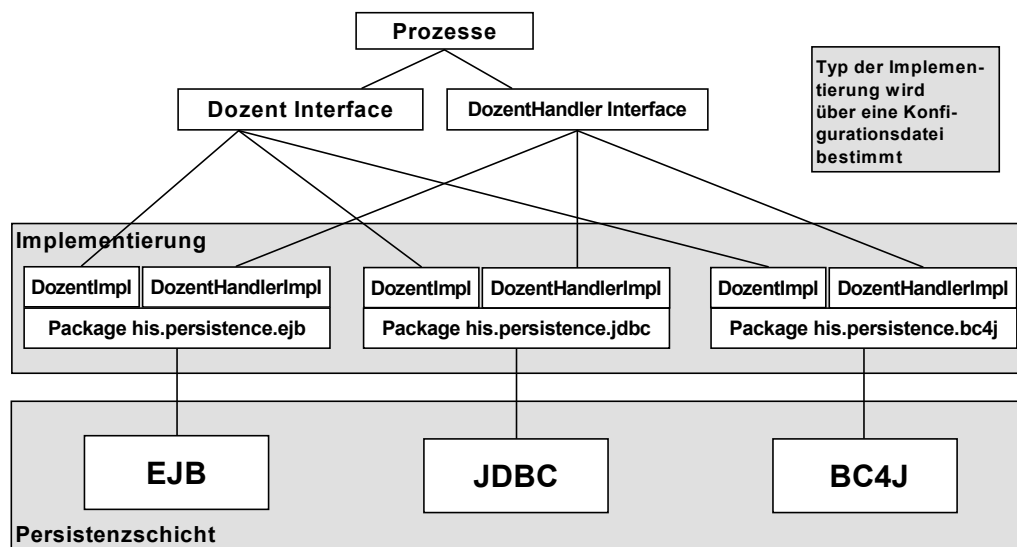 Prozesse
Typ der Implemen-
tierung wird
über eine Konfi-
gurationsdatei
bestimmt
Dozent Interface
DozentHandler Interface
Implementierung
DozentImpl
DozentHandlerImpl
Package his.persistence.ejb
DozentImpl
DozentHandlerImpl
Package his.persistence.jdbc
DozentImpl
DozentHandlerImpl
Package his.persistence.bc4j
EJB
JDBC
BC4J
Persistenzschicht